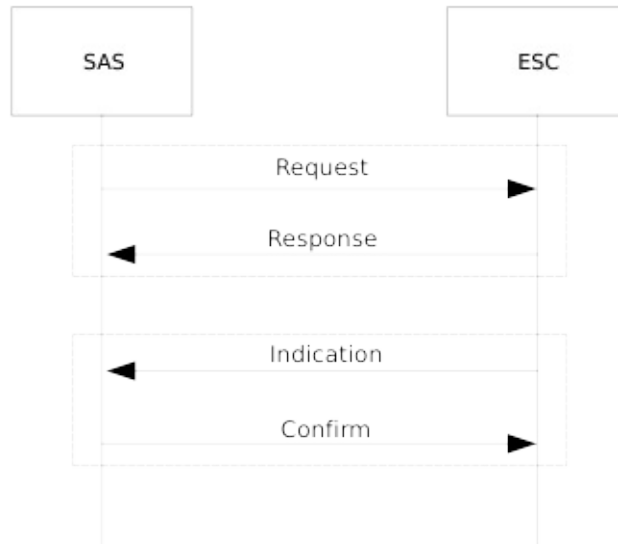 SAS
ESC
Request
Response
Indication
Confirm